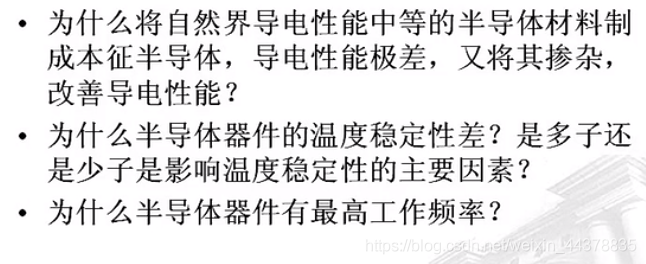 • 为什么将自然界导电性能中等的半导体材料制
成本征半导体，导电性能极差，又将其掺杂，
改善导电性能？
• 为什么半导体器件的温度稳定性差？是多子还
是少子是影响温度稳定性的主要因素？
• 为什么半导体器件有最高工作频率？
https://blog.csdn.net/weixin_44378835